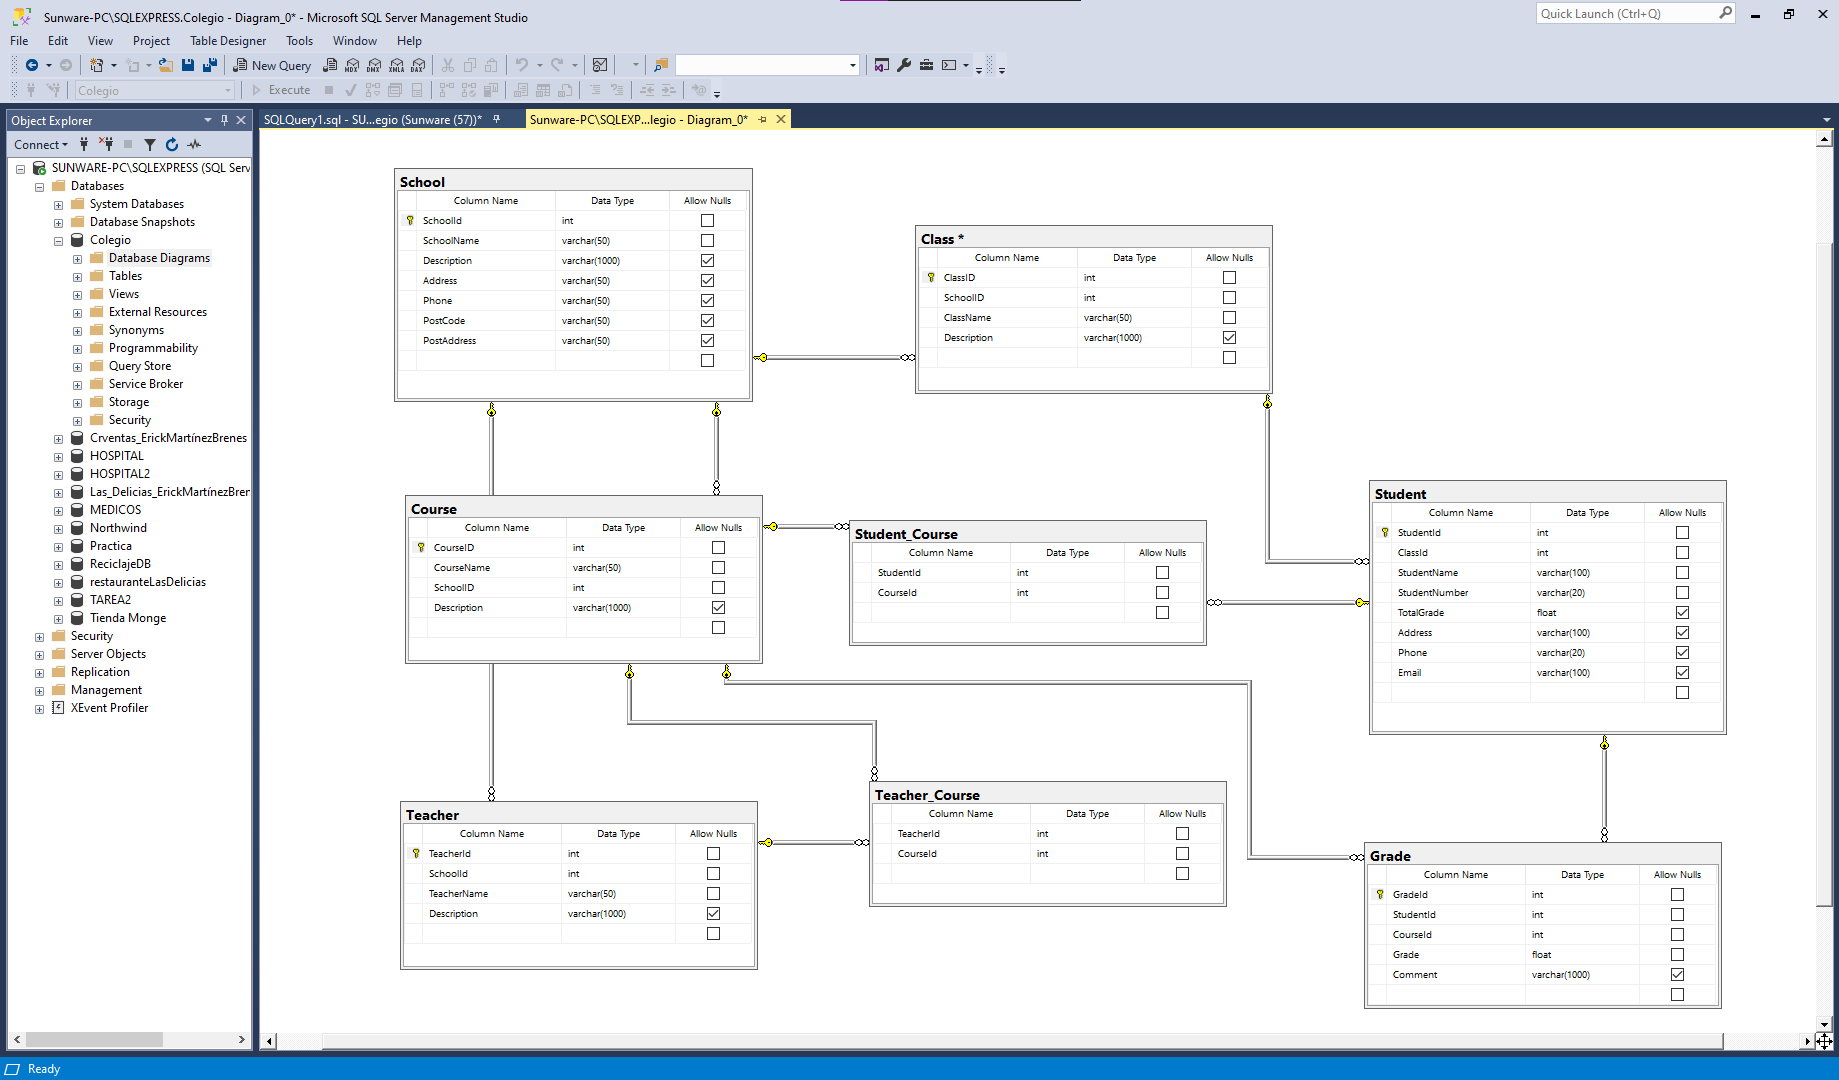 Sunware-PC\SQLEXPRESS.Colegio - Diagram_0* - Microsoft SQL Server Management Studio
Quick Launch (Ctrl+Q)
File Edit View Project Table Designer Tools Window Help
New Query MDX DMX XMLA DAX
Colegio Execute
Object Explorer
SQLQuery1.sql - SU...egio (Sunware (57))*
Sunware-PC\SQLEXP...legio - Diagram_0*
Connect
SUNWARE-PC\SQLEXPRESS (SQL Serv
Databases
System Databases
Database Snapshots
Colegio
Database Diagrams
Tables
Views
External Resources
Synonyms
Programmability
Query Store
Service Broker
Storage
Security
Crventas_ErickMartínezBrenes
HOSPITAL
HOSPITAL2
Las_Delicias_ErickMartínezBren
MEDICOS
Northwind
Practica
ReciclajeDB
restauranteLasDelicias
TAREA2
Tienda Monge
Security
Server Objects
Replication
Management
XEvent Profiler
School
Column Name Data Type Allow Nulls
SchoolId int
SchoolName varchar(50)
Description varchar(1000)
Address varchar(50)
Phone varchar(50)
PostCode varchar(50)
PostAddress varchar(50)
Class *
Column Name Data Type Allow Nulls
ClassID int
SchoolID int
ClassName varchar(50)
Description varchar(1000)
Course
Column Name Data Type Allow Nulls
CourseID int
CourseName varchar(50)
SchoolID int
Description varchar(1000)
Student_Course
Column Name Data Type Allow Nulls
StudentId int
CourseId int
Student
Column Name Data Type Allow Nulls
StudentId int
ClassId int
StudentName varchar(100)
StudentNumber varchar(20)
TotalGrade float
Address varchar(100)
Phone varchar(20)
Email varchar(100)
Teacher
Column Name Data Type Allow Nulls
TeacherId int
SchoolId int
TeacherName varchar(50)
Description varchar(1000)
Teacher_Course
Column Name Data Type Allow Nulls
TeacherId int
CourseId int
Grade
Column Name Data Type Allow Nulls
GradeId int
StudentId int
CourseId int
Grade float
Comment varchar(1000)
Ready